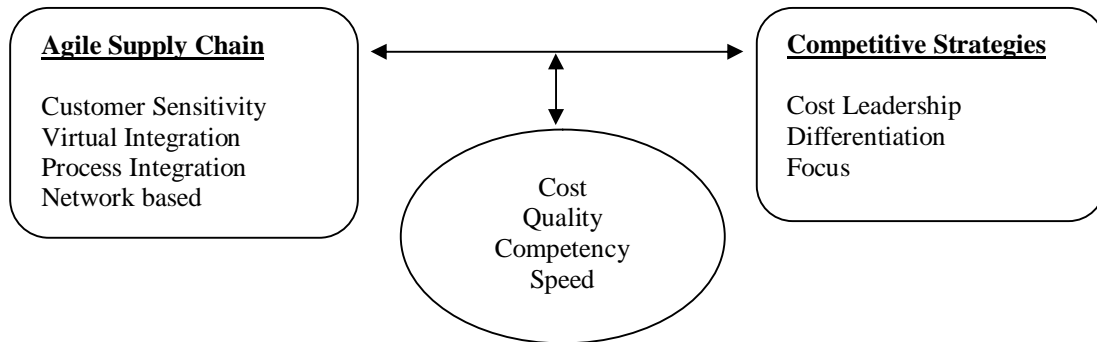 Agile Supply Chain
Customer Sensitivity
Virtual Integration
Process Integration
Network based
Competitive Strategies
Cost Leadership
Differentiation
Focus
Cost
Quality
Competency
Speed